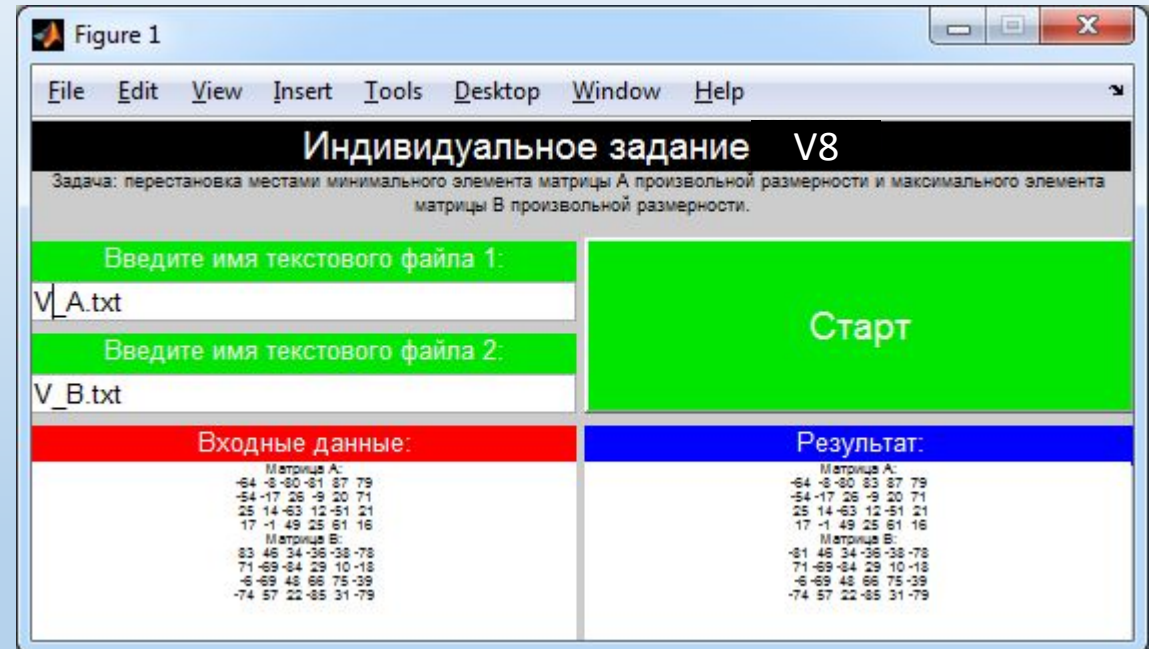 Figure 1
File Edit View Insert Tools Desktop Window Help
Индивидуальное задание V8
Задача: перестановка местами минимального элемента матрицы A произвольной размерности и максимального элемента
матрицы B произвольной размерности.
Введите имя текстового файла 1:
V_A.txt
Введите имя текстового файла 2:
V_B.txt
Старт
Входные данные:
Матрица A:
-64 -8 -80 -81 87 79
-54 -17 26 -9 20 71
25 14 -63 12 -51 21
17 -1 49 25 61 16
Матрица B:
83 46 34 -36 -38 -78
71 -69 -84 29 10 -18
-6 -69 48 66 75 -39
-74 57 22 -85 31 -79
Результат:
Матрица A:
-64 -8 -80 83 87 79
-54 -17 26 -9 20 71
25 14 -63 12 -51 21
17 -1 49 25 61 16
Матрица B:
-81 46 34 -36 -38 -78
71 -69 -84 29 10 -18
-6 -69 48 66 75 -39
-74 57 22 -85 31 -79